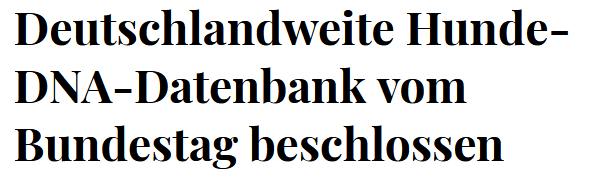 Deutschlandweite Hunde-
DNA-Datenbank vom
Bundestag beschlossen